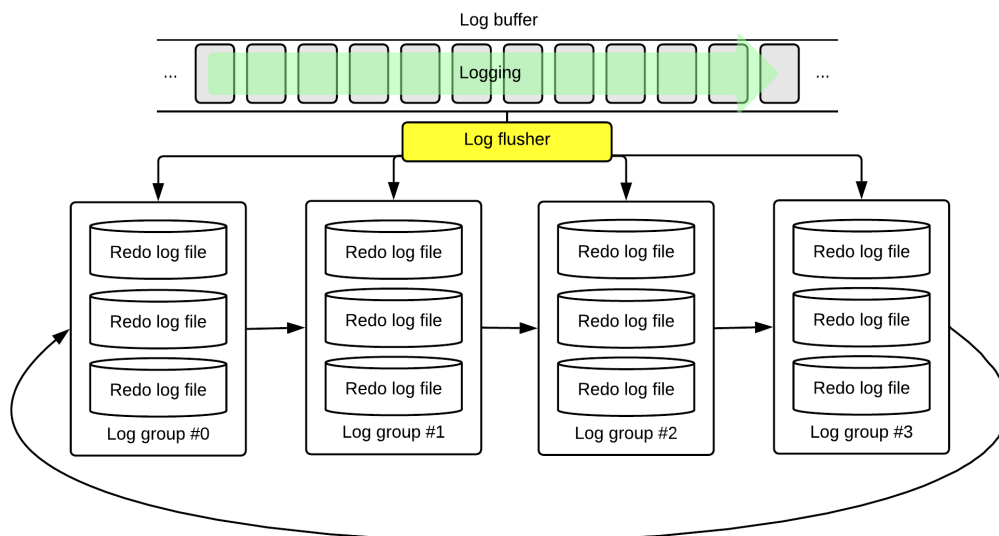 Log buffer
...
Logging
...
Log flusher
Redo log file
Redo log file
Redo log file
Log group #0
Redo log file
Redo log file
Redo log file
Log group #1
Redo log file
Redo log file
Redo log file
Log group #2
Redo log file
Redo log file
Redo log file
Log group #3